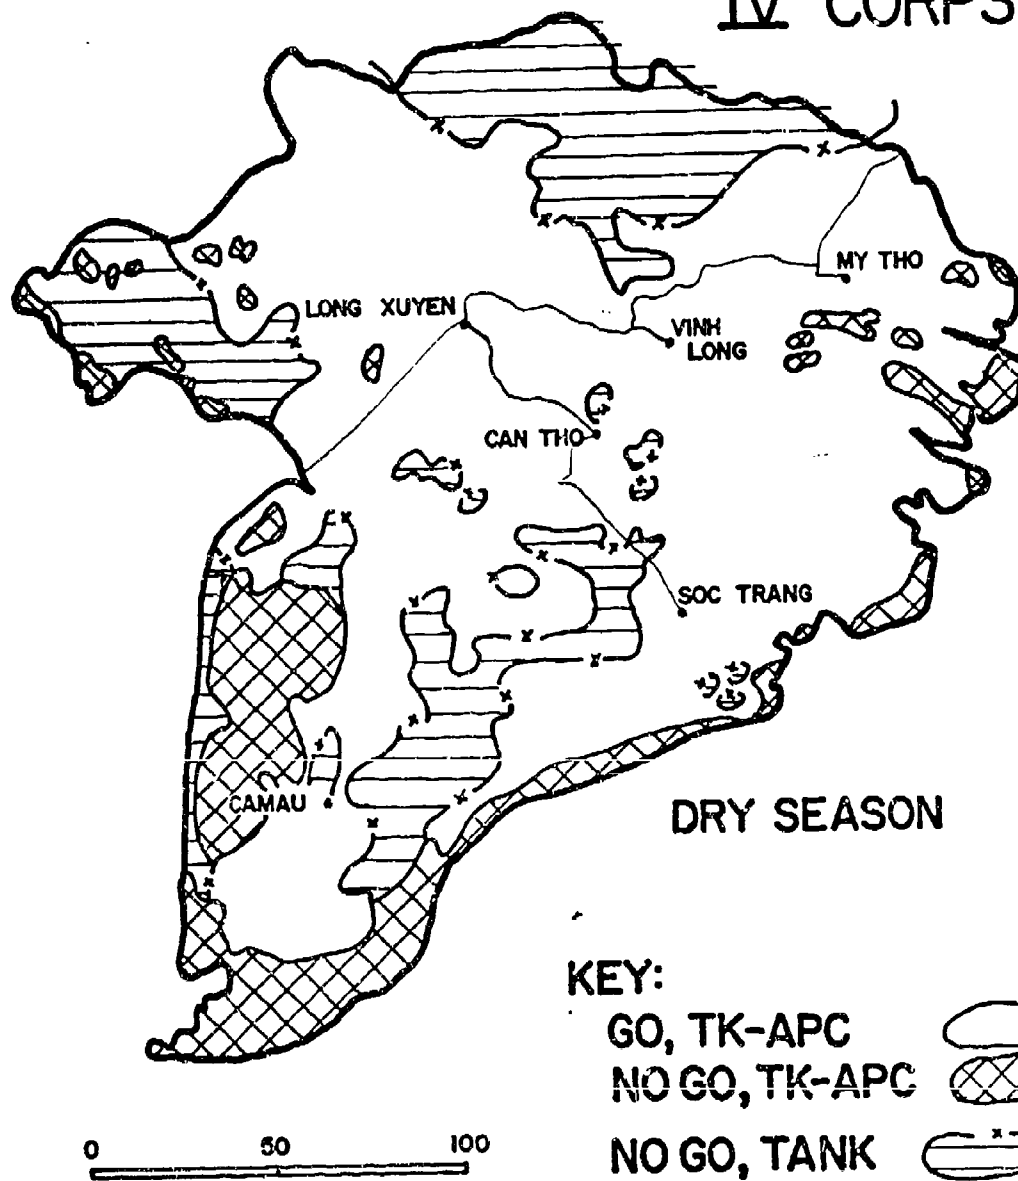 IV CORPS
MY THO
LONG XUYEN
VINH
LONG
CAN THO
SOC TRANG
CAMAU
DRY SEASON
KEY:
GO, TK-APC
NO GO, TK-APC
NO GO, TANK
0 50 100